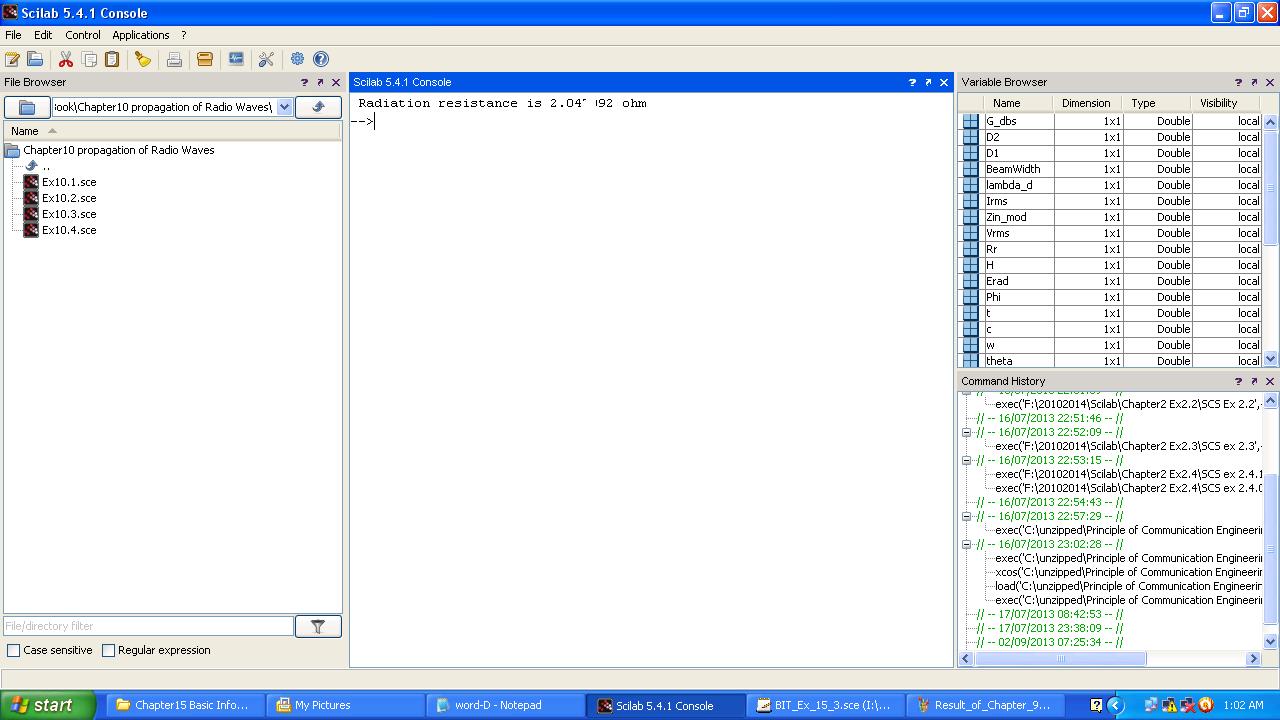 Scilab 5.4.1 Console
File Edit Control Applications ?
File Browser
ook\Chapter10 propagation of Radio Waves\
Name
Chapter10 propagation of Radio Waves
..
Ex10.1.sce
Ex10.2.sce
Ex10.3.sce
Ex10.4.sce
File/directory filter
Case sensitive Regular expression
Scilab 5.4.1 Console
Radiation resistance is ohm
-->
Variable Browser
Name Dimension Type Visibility
G_dbs 1x1 Double local
D2 1x1 Double local
D1 1x1 Double local
BeamWidth 1x1 Double local
lambda_d 1x1 Double local
Irms 1x1 Double local
Zin_mod 1x1 Double local
Vrms 1x1 Double local
Rr 1x1 Double local
H 1x1 Double local
Erad 1x1 Double local
Phi 1x1 Double local
t 1x1 Double local
c 1x1 Double local
w 1x1 Double local
theta 1x1 Double local
Command History
exec('F:\20102014\Scilab\Chapter2 Ex2.2\SCS Ex 2.2',
// -- 16/07/2013 22:51:46 -- //
// -- 16/07/2013 22:52:09 -- //
exec('F:\20102014\Scilab\Chapter2 Ex2.3\SCS ex 2.3',
// -- 16/07/2013 22:53:15 -- //
exec('F:\20102014\Scilab\Chapter2 Ex2.4\SCS ex 2.4.1
exec('F:\20102014\Scilab\Chapter2 Ex2.4\SCS ex 2.4.
// -- 16/07/2013 22:54:43 -- //
// -- 16/07/2013 22:57:29 -- //
exec('C:\unzipped\Principle of Communication Engineerin
// -- 16/07/2013 23:02:28 -- //
exec('C:\unzipped\Principle of Communication Engineerin
xcos('C:\unzipped\Principle of Communication Engineerin
load('C:\unzipped\Principle of Communication Engineerin
exec('C:\unzipped\Principle of Communication Engineerin
// -- 17/07/2013 08:42:53 -- //
// -- 17/07/2013 23:38:09 -- //
// -- 02/09/2013 07:25:34 -- //
start Chapter15 Basic Info... My Pictures word-D - Notepad Scilab 5.4.1 Console BIT_Ex_15_3.sce (I:\... Result_of_Chapter_9... 1:02 AM